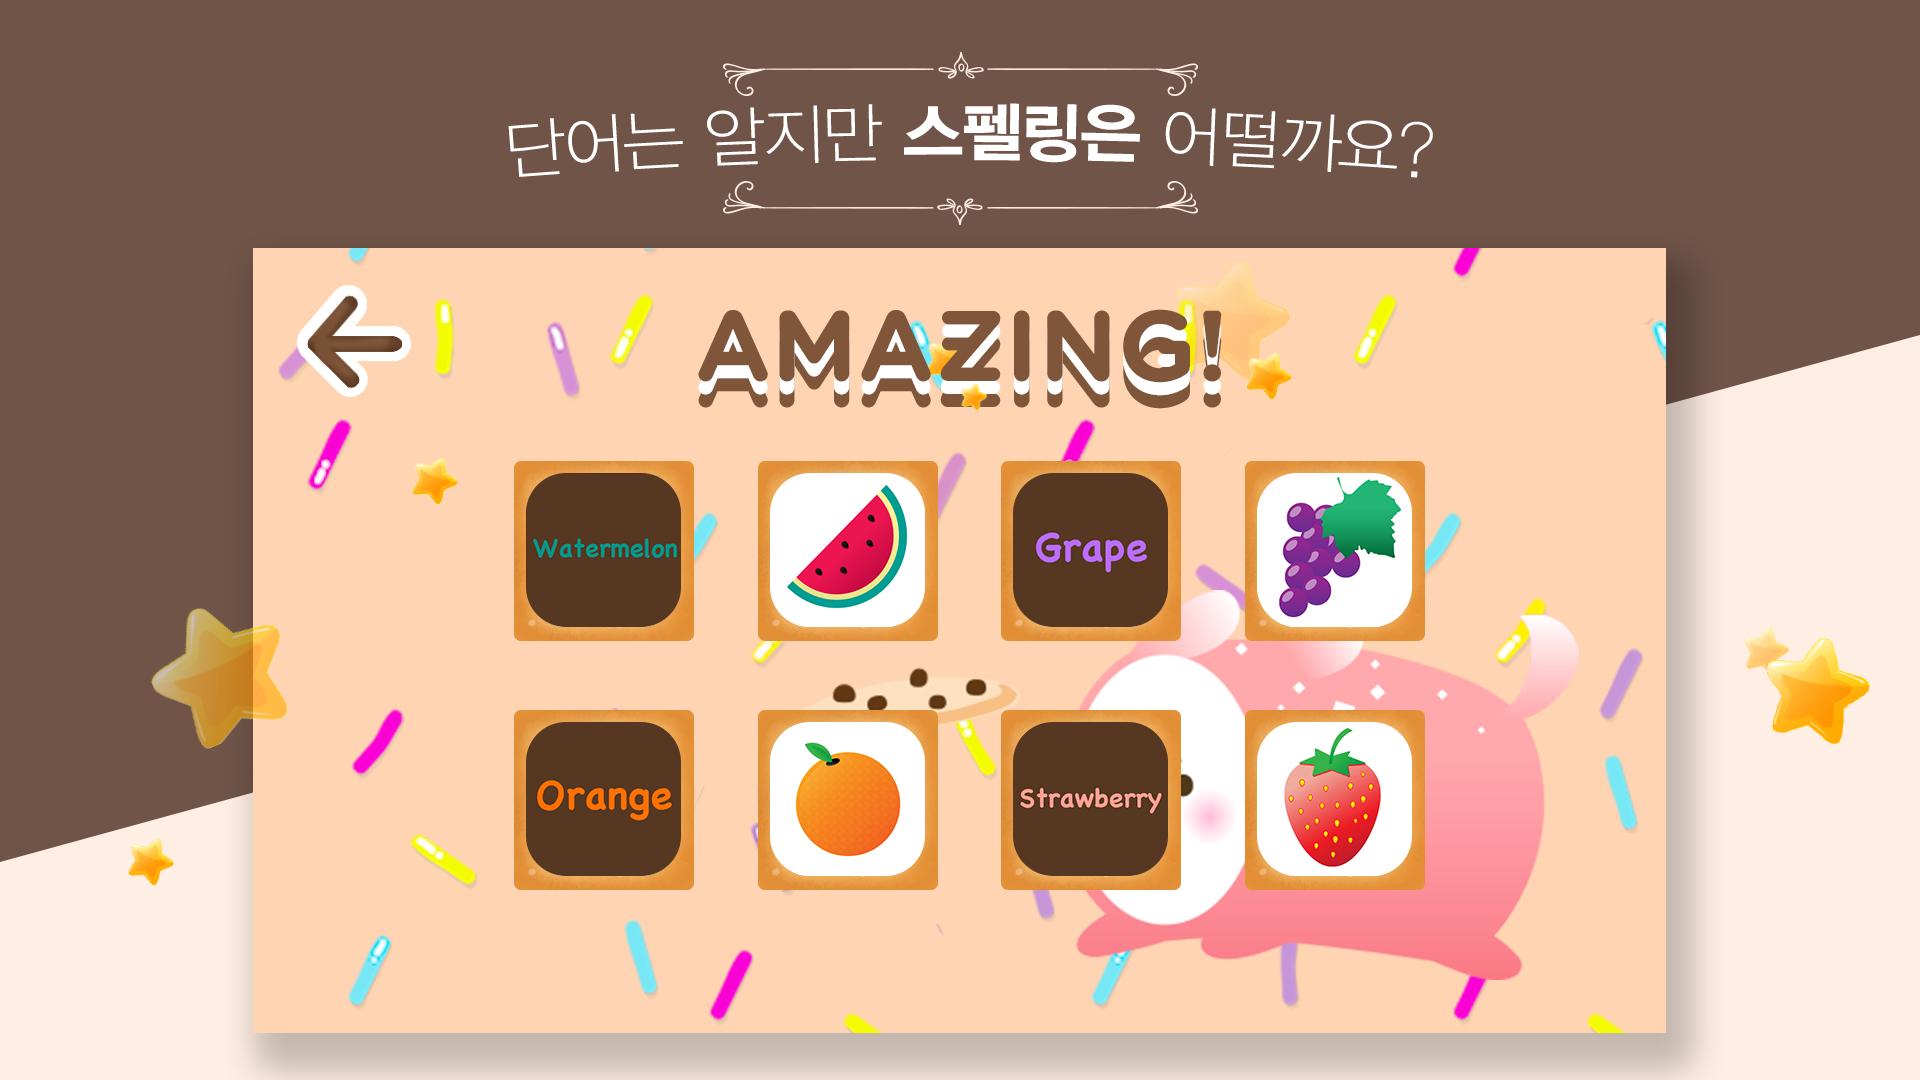 단어는 알지만 스펠링은 어떨까요?
AMAZING!
Watermelon
Grape
Orange
Strawberry